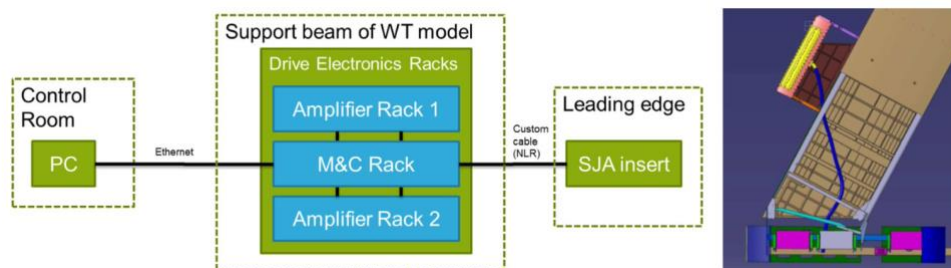 Support beam of WT model
Drive Electronics Racks
Control
Room
Amplifier Rack 1
Leading edge
PC
Ethernet
M&C Rack
Custom
cable
(NLR)
SJA insert
Amplifier Rack 2